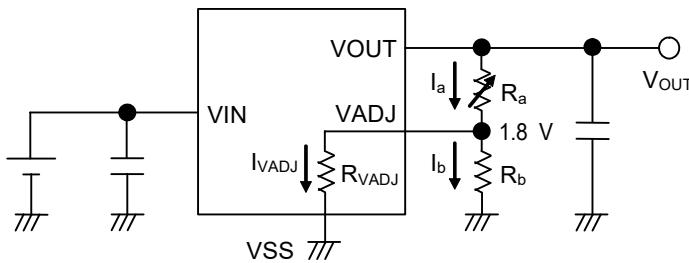 VOUT
VOUT
Ia
Ra
VIN
VADJ
1.8 V
IVADJ
RVADJ
Ib
Rb
VSS